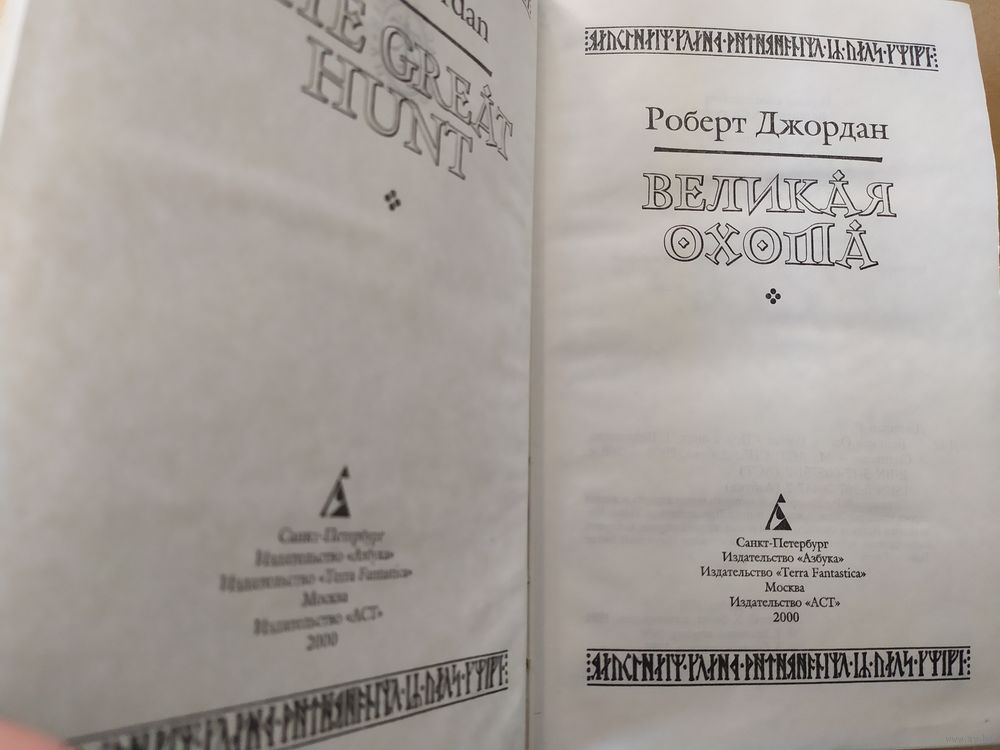 рдан
THE GREAT
HUNT
Санкт-Петербург
Издательство «Азбука»
Издательство «Terra Fantastica»
Москва
Издательство «АСТ»
2000
Роберт Джордан
ВЕЛИКАЯ
ОХОТА
Санкт-Петербург
Издательство «Азбука»
Издательство «Terra Fantastica»
Москва
Издательство «АСТ»
2000